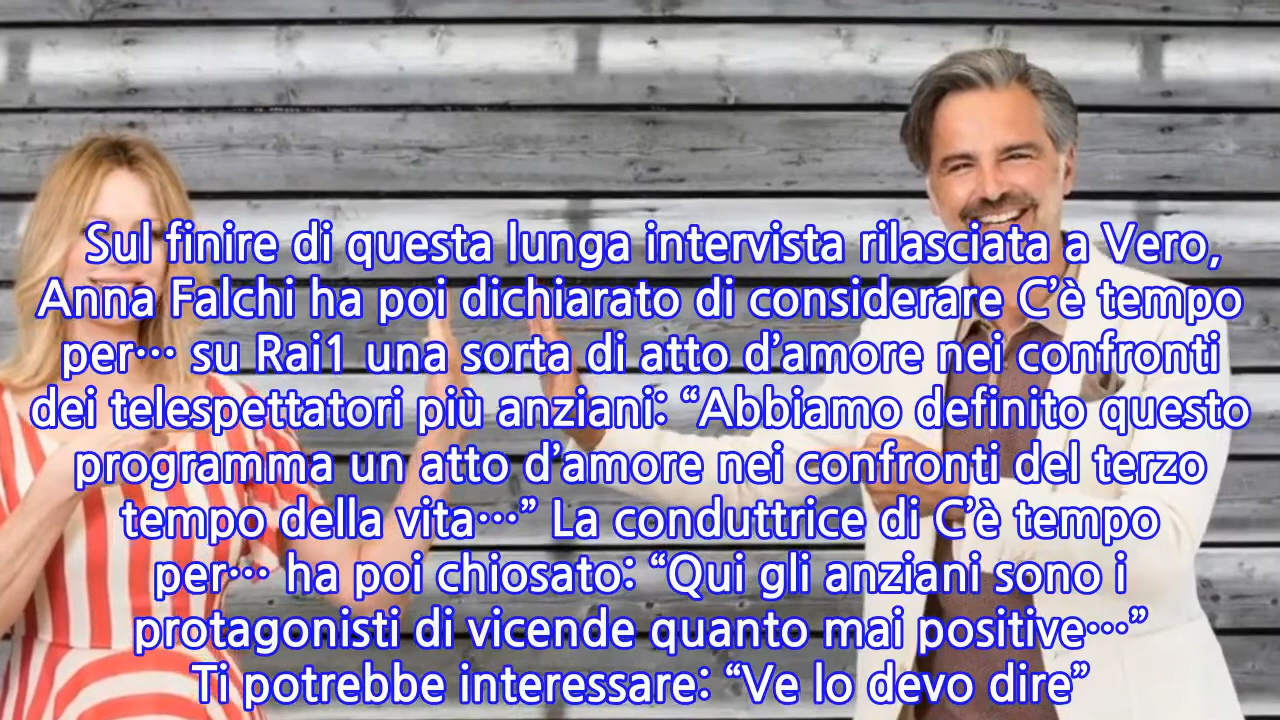 Sul finire di questa lunga intervista rilasciata a Vero,
Anna Falchi ha poi dichiarato di considerare C’è tempo
per… su Rai1 una sorta di atto d’amore nei confronti
dei telespettatori più anziani: “Abbiamo definito questo
programma un atto d’amore nei confronti del terzo
tempo della vita…” La conduttrice di C’è tempo
per… ha poi chiosato: “Qui gli anziani sono i
protagonisti di vicende quanto mai positive…”
Ti potrebbe interessare: “Ve lo devo dire”